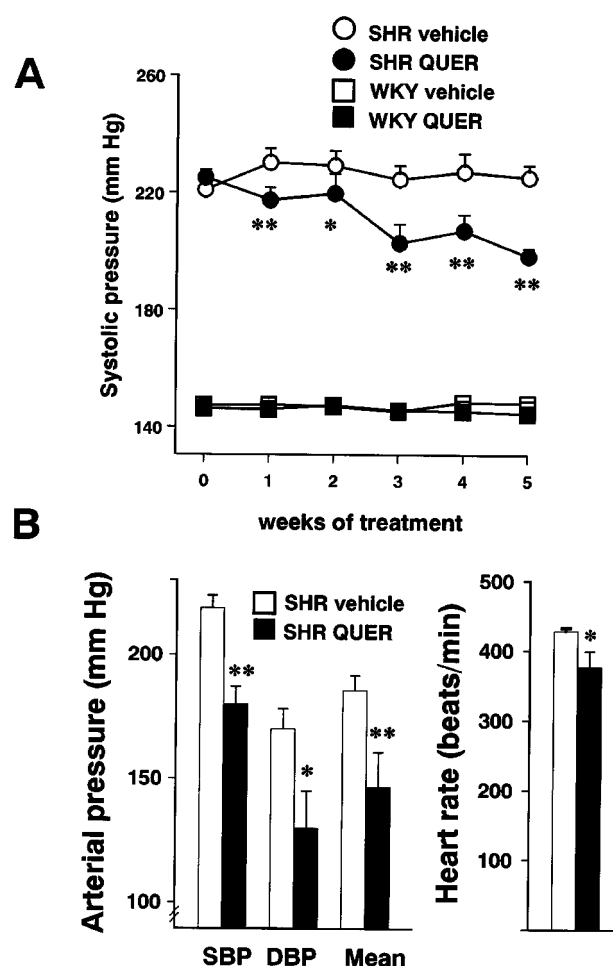 A
SHR vehicle
SHR QUER
WKY vehicle
WKY QUER
Systolic pressure (mm Hg)
260
220
180
140
** * ** ** **
0 1 2 3 4 5
weeks of treatment
B
Arterial pressure (mm Hg)
SHR vehicle
SHR QUER
200
150
100
** * **
SBP DBP Mean
Heart rate (beats/min)
500
400
300
200
100
*